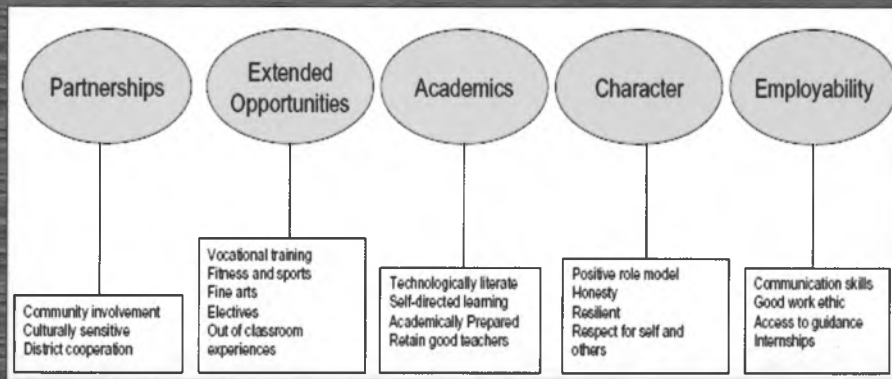 Partnerships
Extended
Opportunities
Academics
Character
Employability
Community involvement
Culturally sensitive
District cooperation
Vocational training
Fitness and sports
Fine arts
Electives
Out of classroom
experiences
Technologically literate
Self-directed learning
Academically Prepared
Retain good teachers
Positive role model
Honesty
Resilient
Respect for self and
others
Communication skills
Good work ethic
Access to guidance
Internships